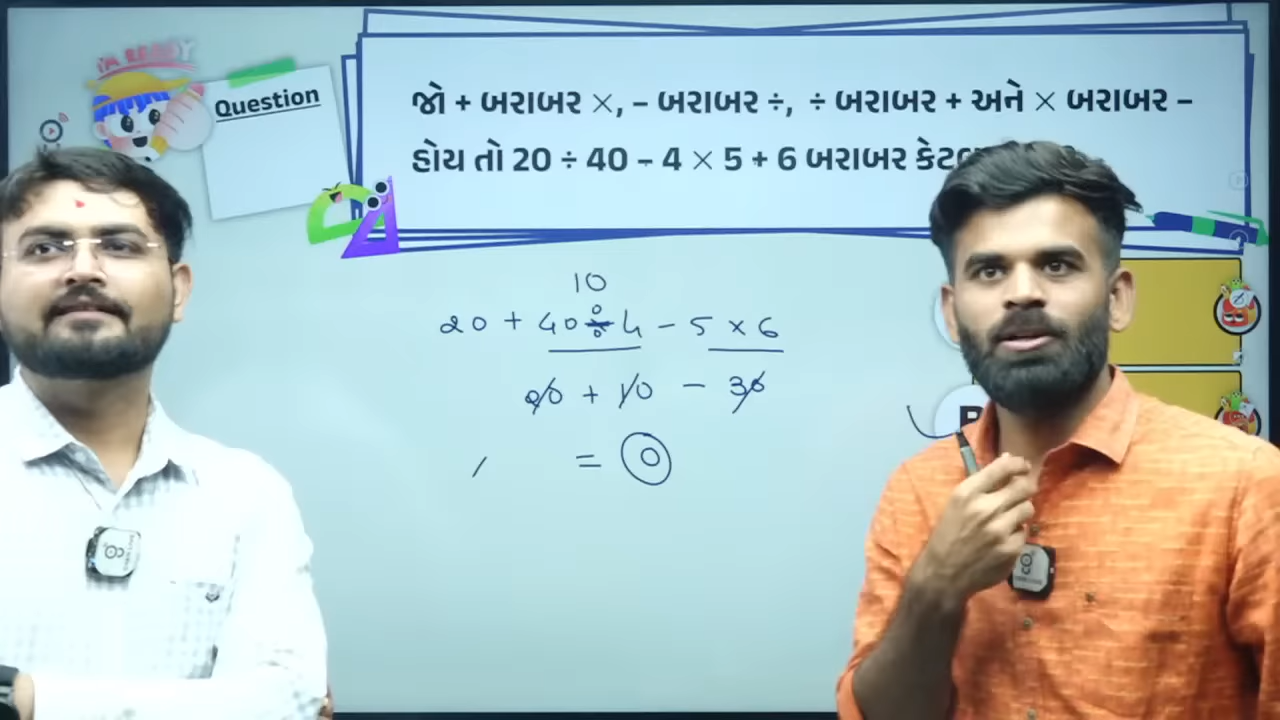 I'M READY
Question
જો + બરાબર ×, – બરાબર ÷, ÷ બરાબર + અને × બરાબર –
હોય તો 20 ÷ 40 – 4 × 5 + 6 બરાબર
10
20 + 40 ÷ 4 – 5 × 6
20 + 10 – 30
= 0
B